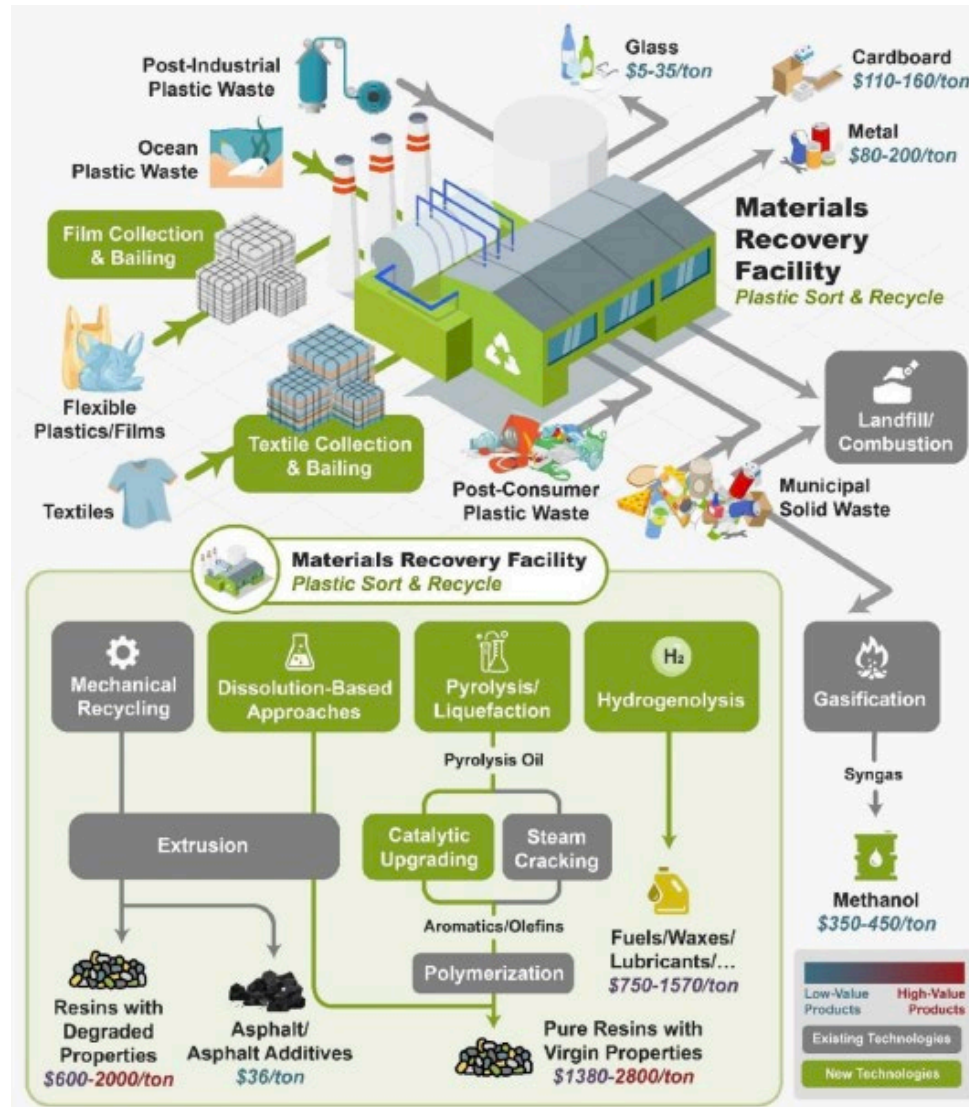 Post-Industrial
Plastic Waste
Glass
$5-35/ton
Cardboard
$110-160/ton
Ocean
Plastic Waste
Metal
$80-200/ton
Film Collection
& Bailing
Materials
Recovery
Facility
Plastic Sort & Recycle
Flexible
Plastics/Films
Textile Collection
& Bailing
Landfill/
Combustion
Textiles
Post-Consumer
Plastic Waste
Municipal
Solid Waste
Materials Recovery Facility
Plastic Sort & Recycle
Mechanical
Recycling
Dissolution-Based
Approaches
Pyrolysis/
Liquefaction
H₂
Hydrogenolysis
Gasification
Pyrolysis Oil
Syngas
Extrusion
Catalytic
Upgrading
Steam
Cracking
Methanol
$350-450/ton
Aromatics/Olefins
Polymerization
Fuels/Waxes/
Lubricants/...
$750-1570/ton
Resins with
Degraded
Properties
$600-2000/ton
Asphalt/
Asphalt Additives
$36/ton
Pure Resins with
Virgin Properties
$1380-2800/ton
Low-Value
Products
High-Value
Products
Existing Technologies
New Technologies